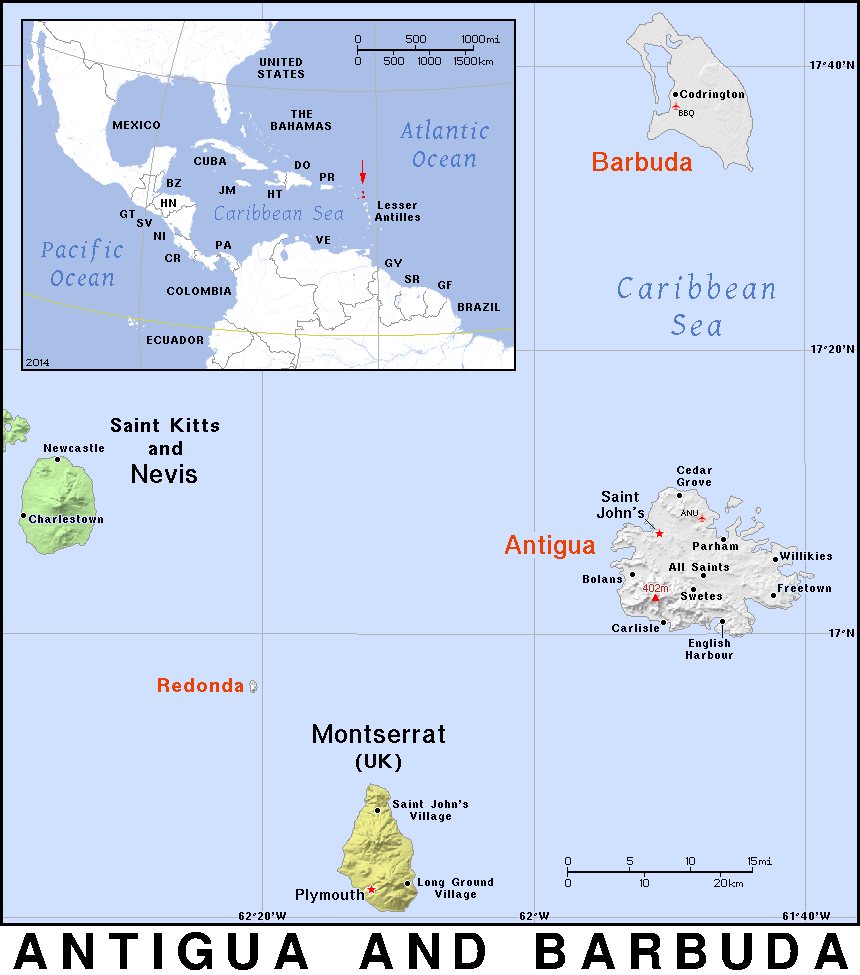 0 500 1000mi
0 500 1000 1500km
UNITED
STATES
MEXICO
THE
BAHAMAS
Atlantic
Ocean
CUBA
DO
PR
BZ
JM
HT
HN
Caribbean Sea
Lesser
Antilles
GT
SV
NI
CR
PA
VE
Pacific
Ocean
GY
SR
GF
COLOMBIA
BRAZIL
ECUADOR
2014
17°40'N
Codrington
BBQ
Barbuda
Caribbean
Sea
17°20'N
Saint Kitts
and
Nevis
Newcastle
Charlestown
Cedar
Grove
Saint
John's
ANU
Antigua
Parham
Willikies
All Saints
Bolans
402m
Swetes
Freetown
Carlisle
17°N
English
Harbour
Redonda
Montserrat
(UK)
Saint John's
Village
Long Ground
Village
Plymouth
0 5 10 15mi
0 10 20km
62°20'W
62°W
61°40'W
ANTIGUA AND BARBUDA